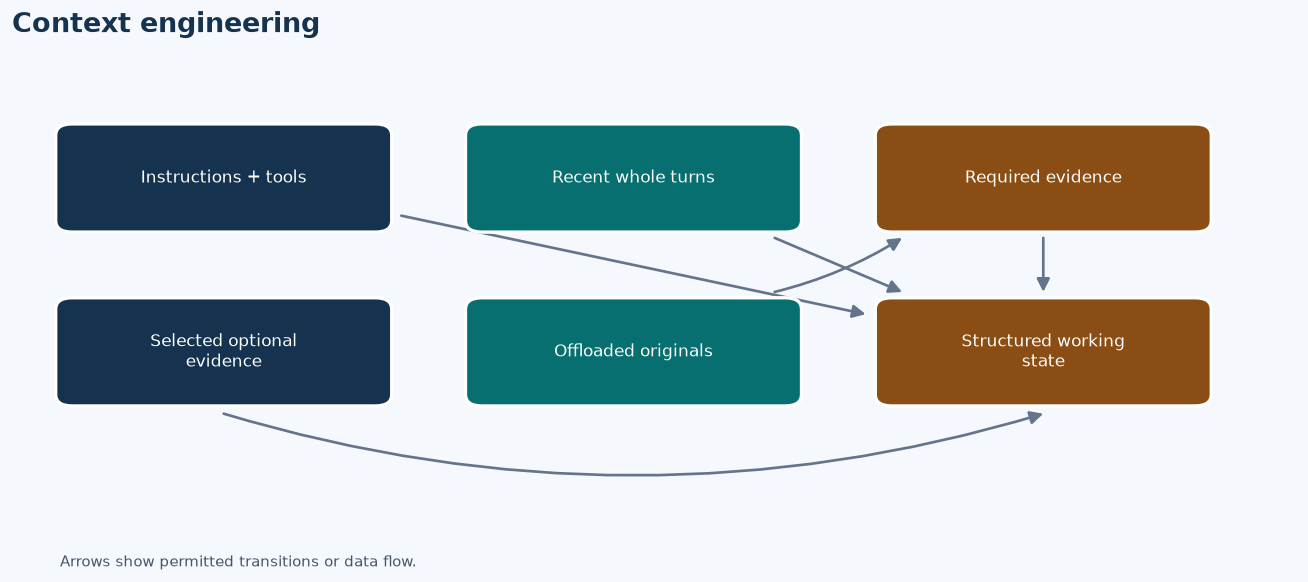 Context engineering
Instructions + tools
Recent whole turns
Required evidence
Selected optional
evidence
Offloaded originals
Structured working
state
Arrows show permitted transitions or data flow.